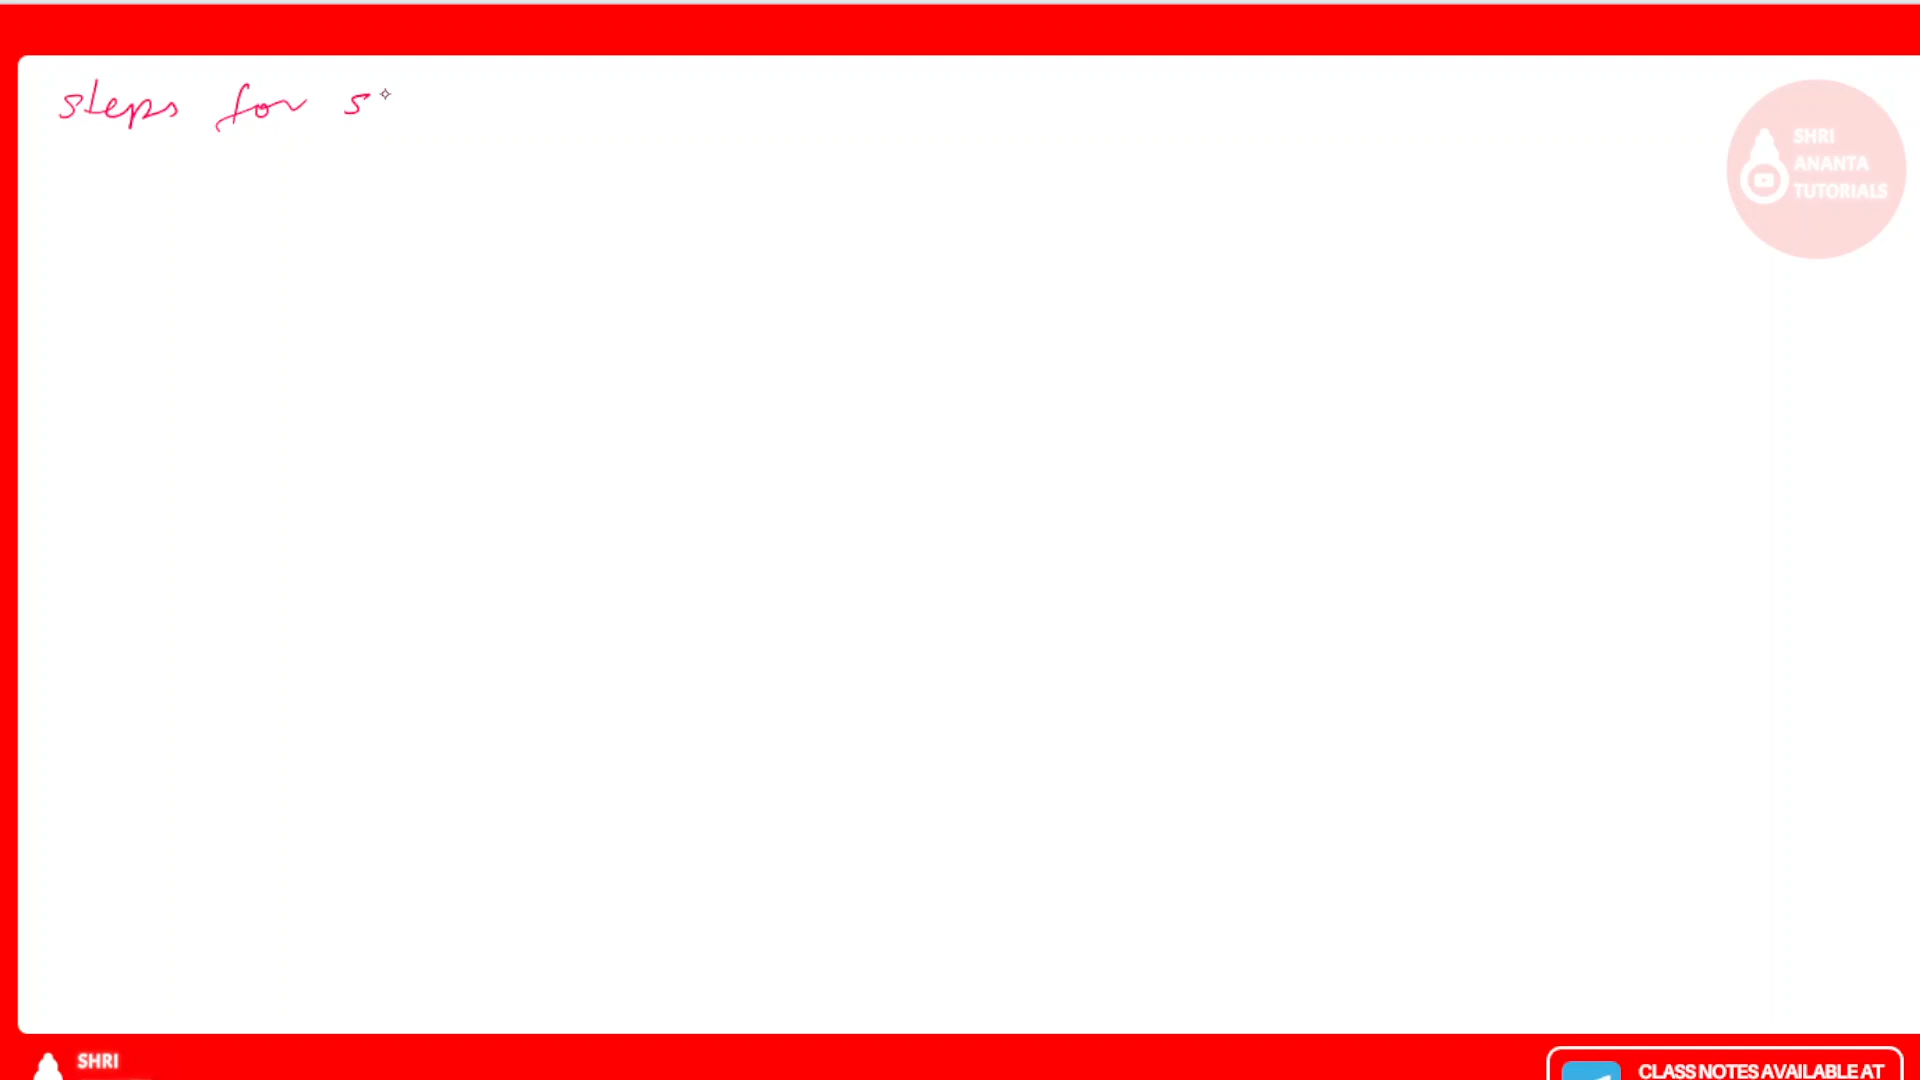 steps for s
SHRI
ANANTA
TUTORIALS
SHRI
CLASS NOTES AVAILABLE AT